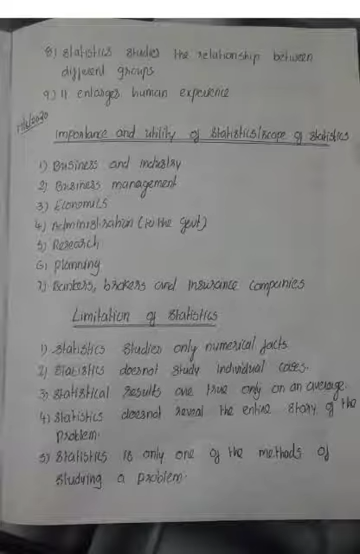 8) Statistics studies the relationship between
different groups
9) It enlarges human experience
Importance and utility of statistics/scope of statistics
1) Business and industry
2) Business management
3) Economics
4) Administration (to the govt)
5) Research
6) planning
7) Bankers, brokers and Insurance companies
Limitation of statistics
1) Statistics studies only numerical facts.
2) Statistics doesnot study individual cases.
3) Statistical results are true only on an average.
4) Statistics doesnot reveal the entire story of the
problem.
5) Statistics is only one of the methods of
studying a problem.